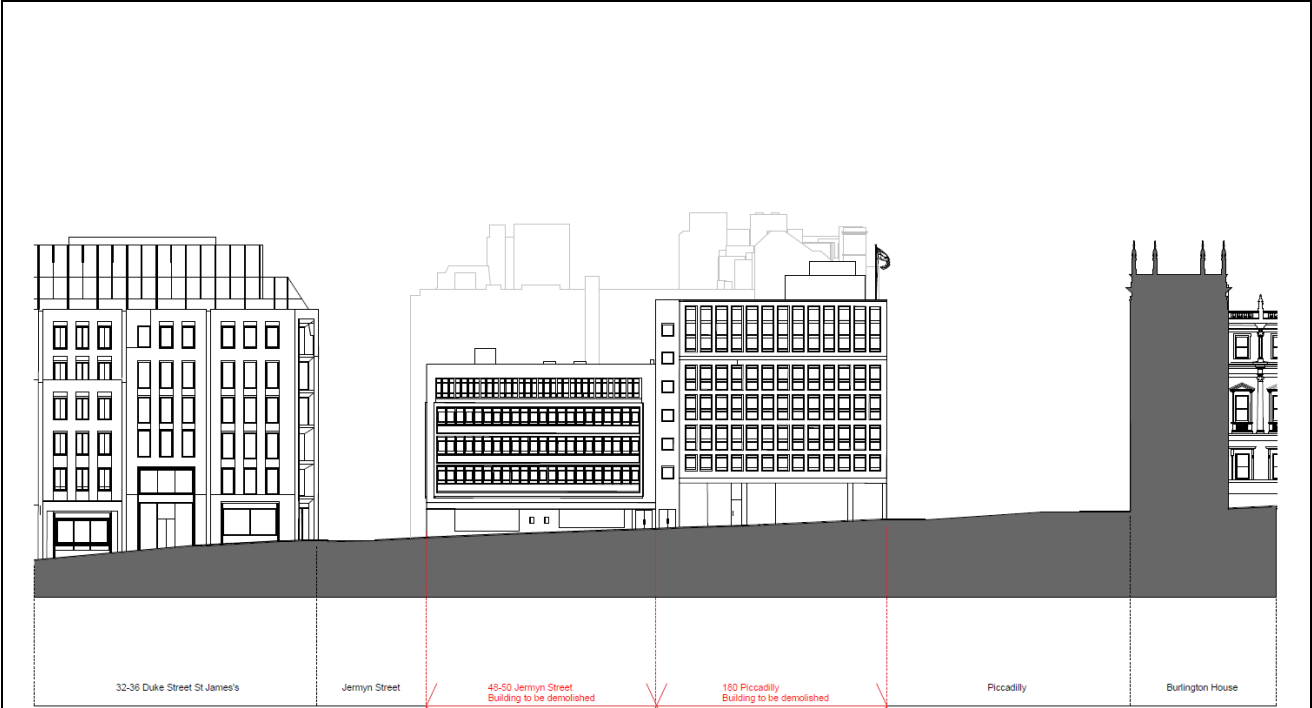 32-36 Duke Street St James's
Jermyn Street
48-50 Jermyn Street
Building to be demolished
180 Piccadilly
Building to be demolished
Piccadilly
Burlington House